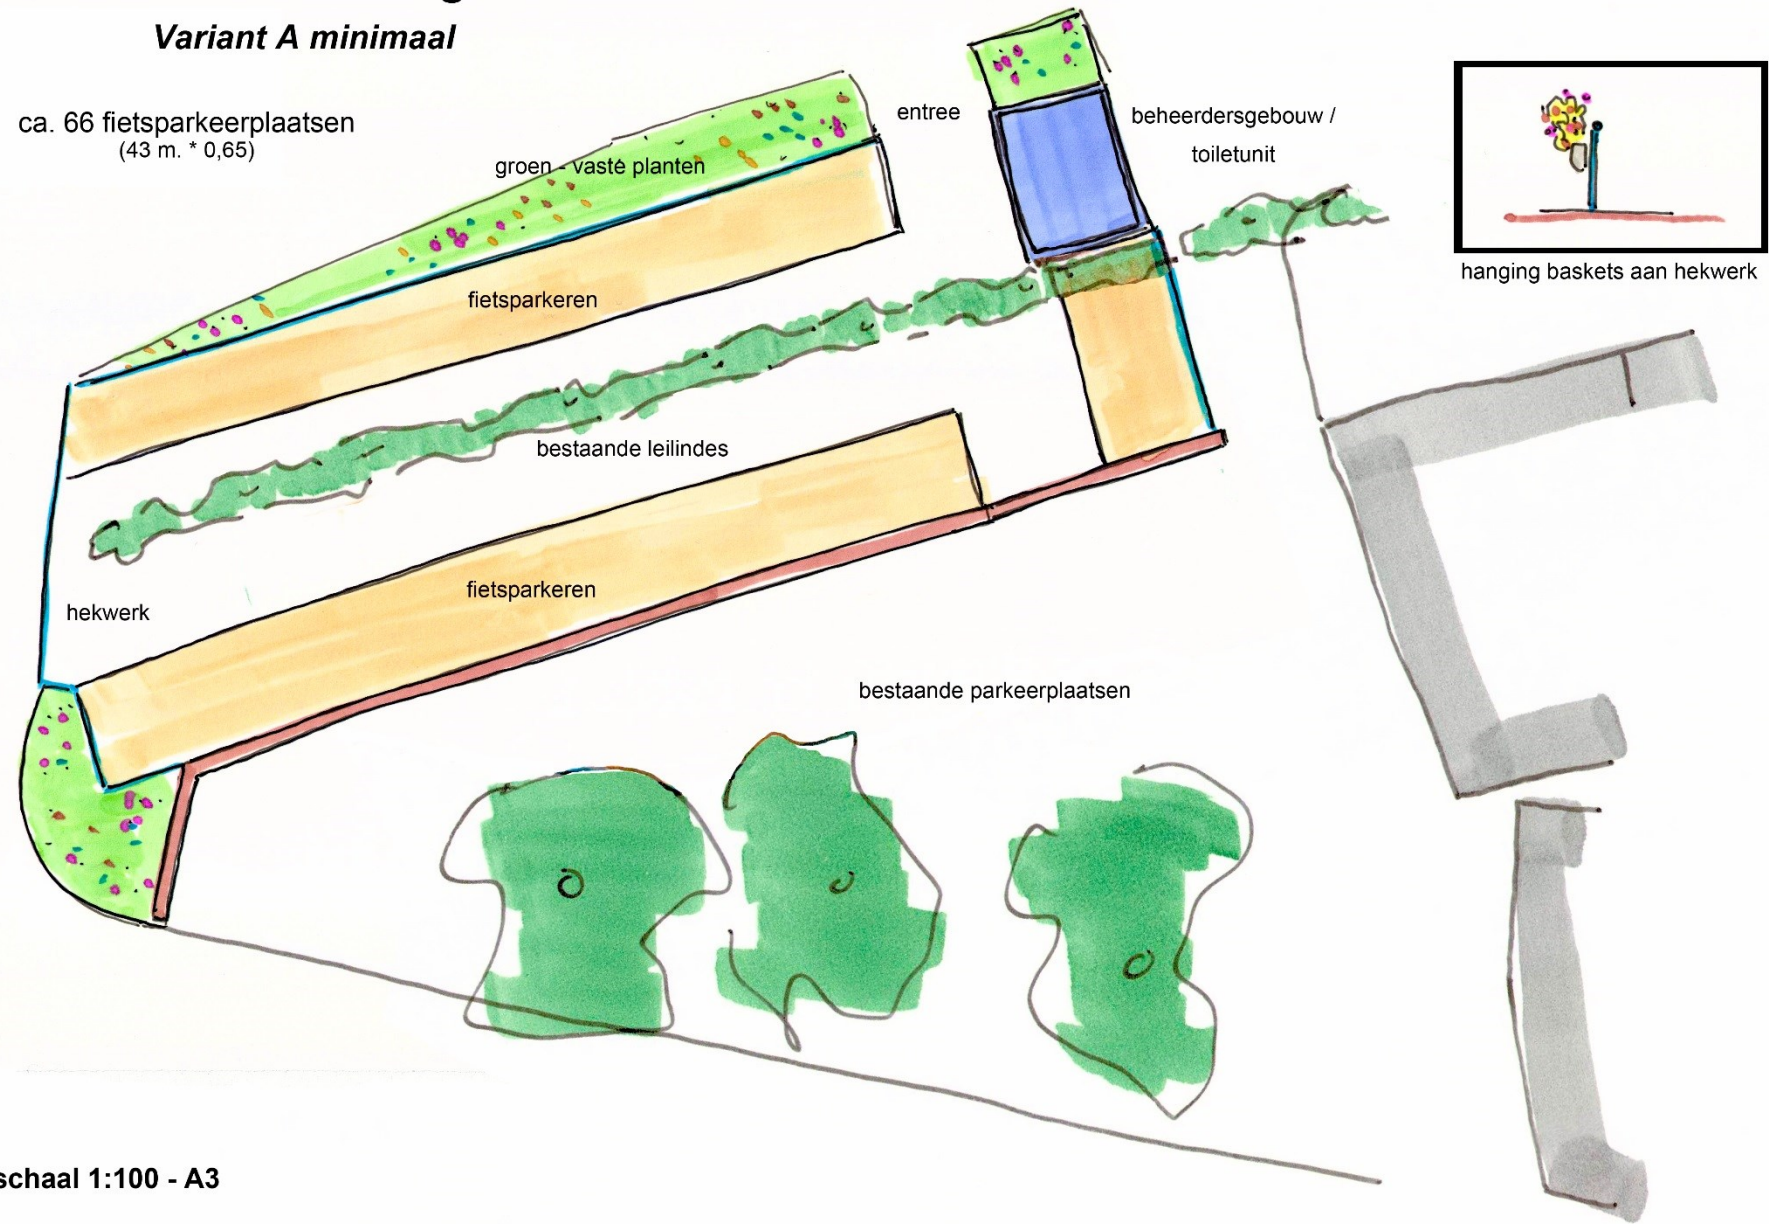 Variant A minimaal
ca. 66 fietsparkeerplaatsen
(43 m. * 0,65)
entree
beheerdersgebouw /
toiletunit
groen - vaste planten
hanging baskets aan hekwerk
fietsparkeren
bestaande leilindes
fietsparkeren
hekwerk
bestaande parkeerplaatsen
schaal 1:100 - A3